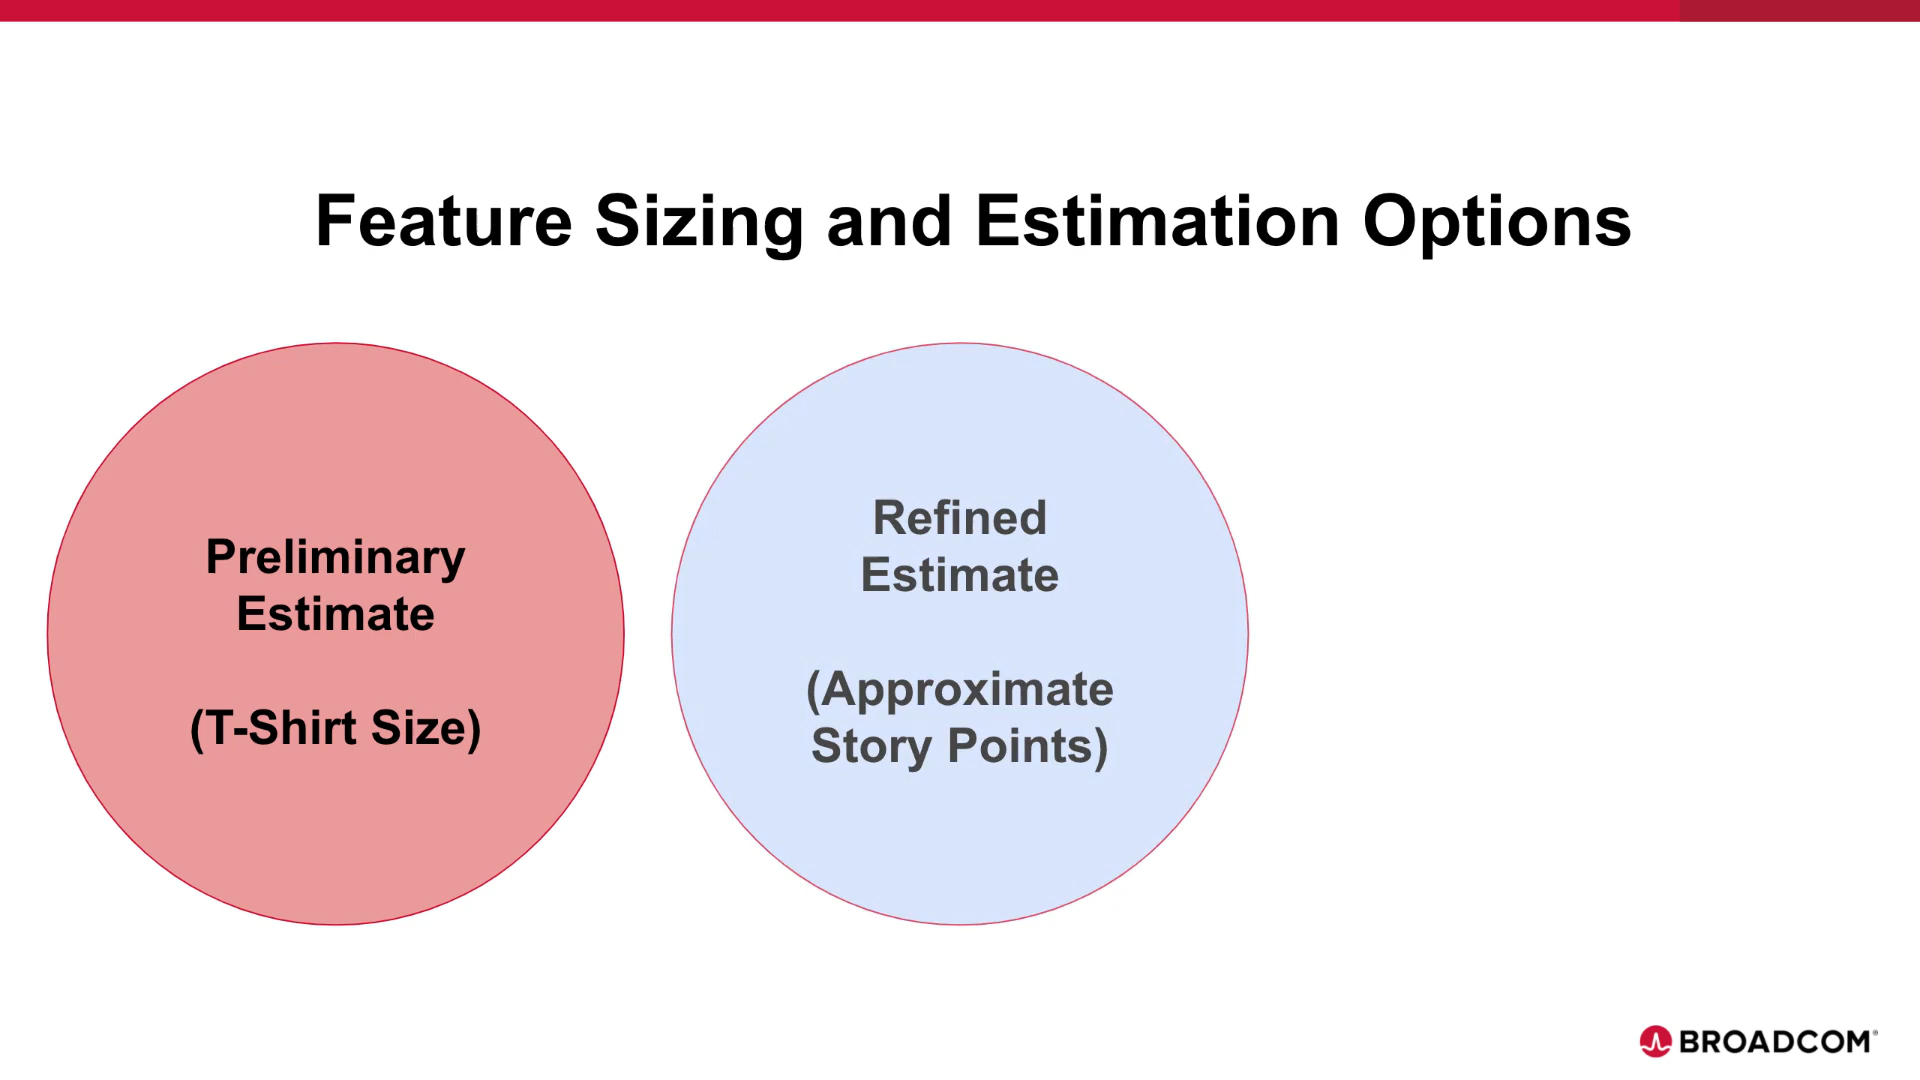 Feature Sizing and Estimation Options
Preliminary
Estimate
(T-Shirt Size)
Refined
Estimate
(Approximate
Story Points)
BROADCOM®